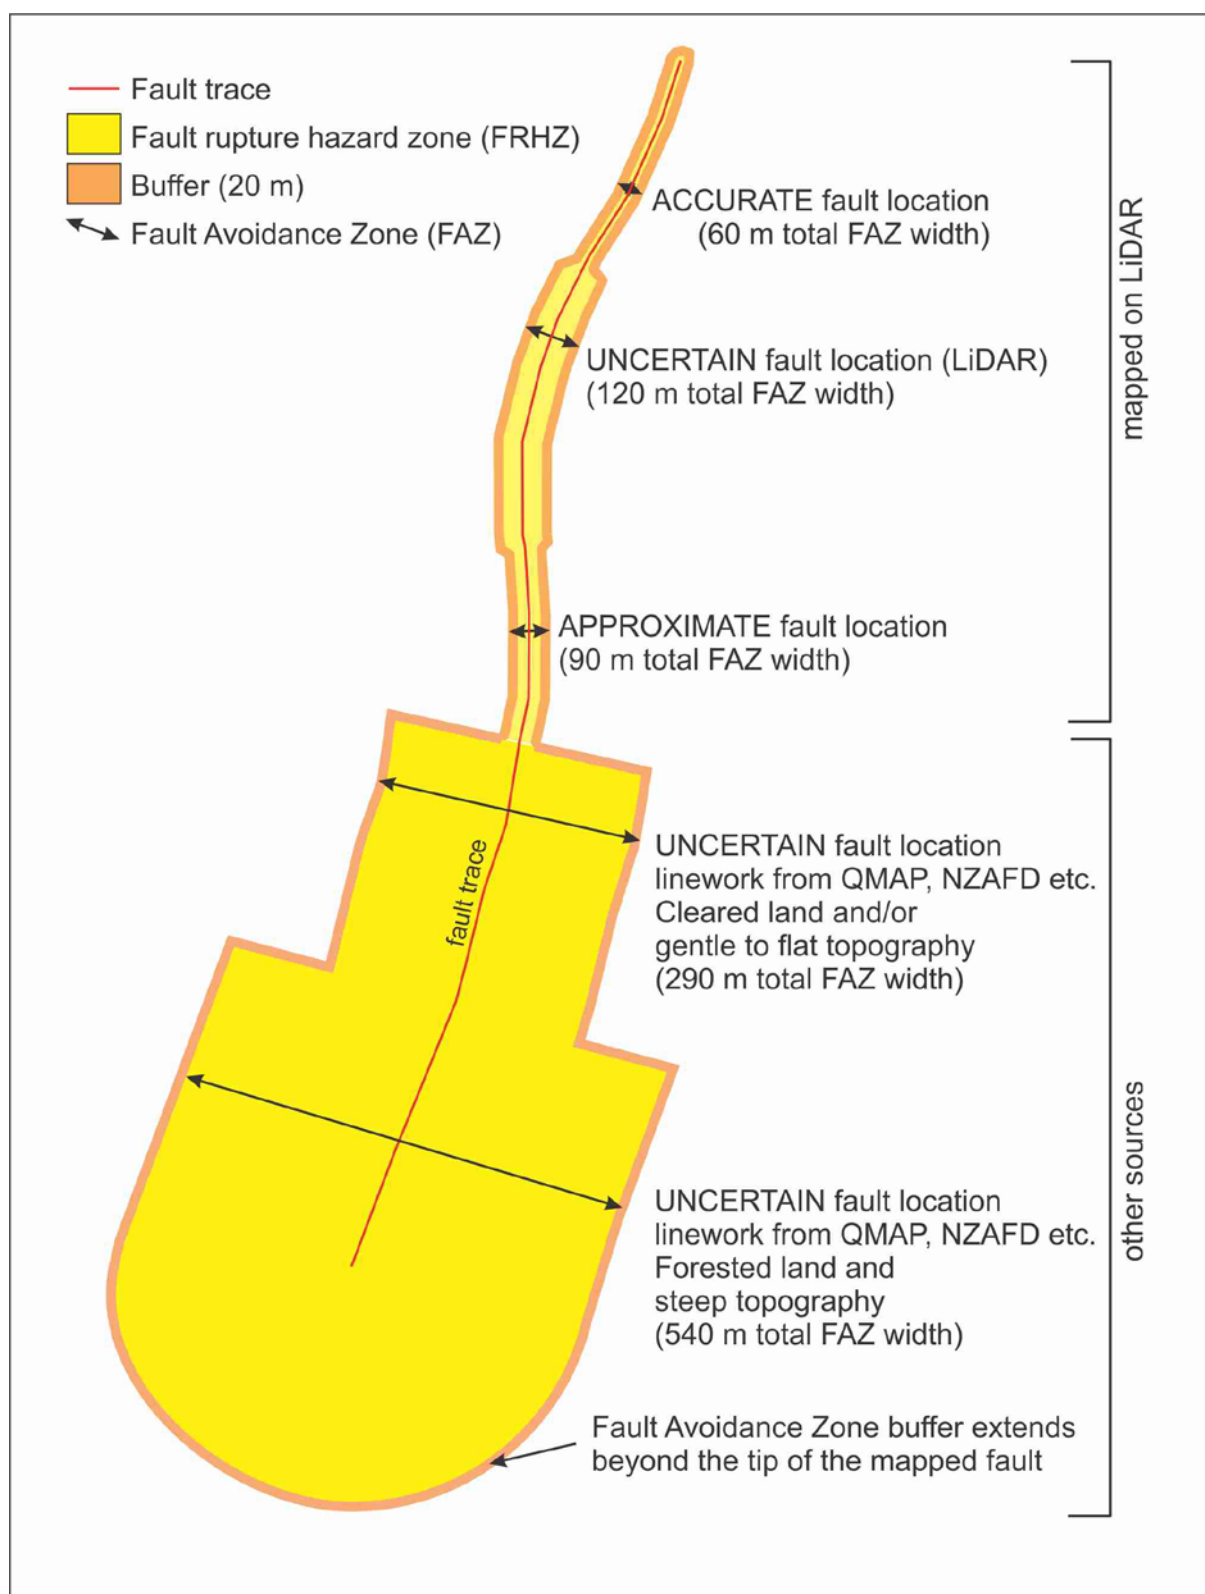 Fault trace
Fault rupture hazard zone (FRHZ)
Buffer (20 m)
Fault Avoidance Zone (FAZ)
ACCURATE fault location
(60 m total FAZ width)
UNCERTAIN fault location (LiDAR)
(120 m total FAZ width)
APPROXIMATE fault location
(90 m total FAZ width)
mapped on LiDAR
fault trace
UNCERTAIN fault location
linework from QMAP, NZAFD etc.
Cleared land and/or
gentle to flat topography
(290 m total FAZ width)
UNCERTAIN fault location
linework from QMAP, NZAFD etc.
Forested land and
steep topography
(540 m total FAZ width)
other sources
Fault Avoidance Zone buffer extends
beyond the tip of the mapped fault